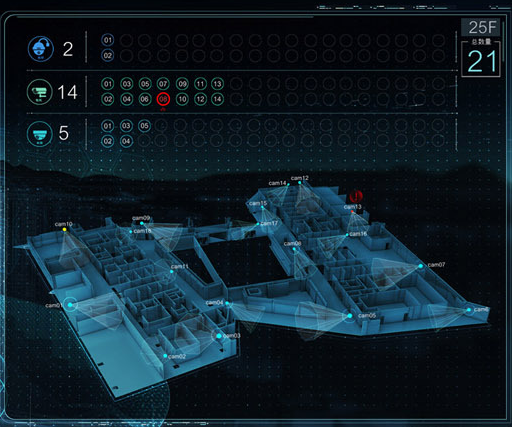 25F
总数量
21
2
01
02
14
01 03 05 07 09 11 13
02 04 06 08 10 12 14
5
01 03 05
02 04
cam14 cam12
cam13
cam15
cam09
cam10
cam18
cam17
cam16
cam08
cam11
cam07
cam01
cam04
cam05
cam6
cam03
cam02